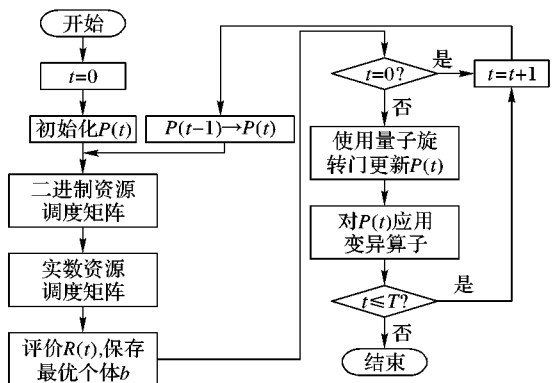 开始
t=0
初始化P(t)
P(t−1)→P(t)
二进制资源
调度矩阵
实数资源
调度矩阵
评价R(t),保存
最优个体b
t=0?
是
t=t+1
否
使用量子旋
转门更新P(t)
对P(t)应用
变异算子
t≤T?
是
否
结束